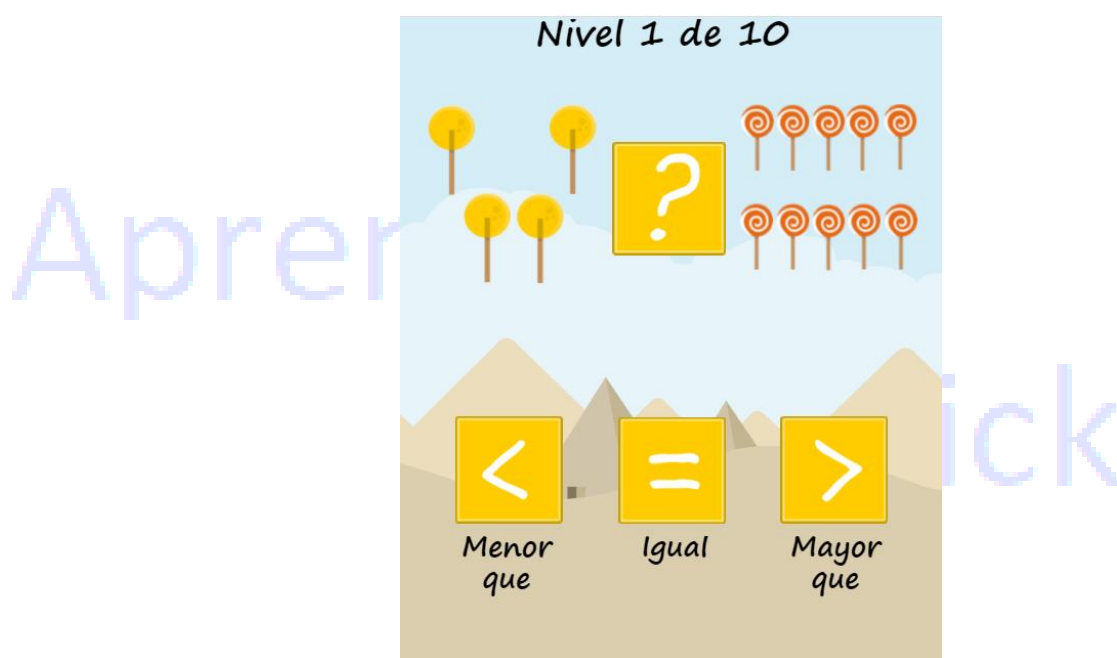 Nivel 1 de 10
?
Apren
ick
< = >
Menor que
Igual
Mayor que